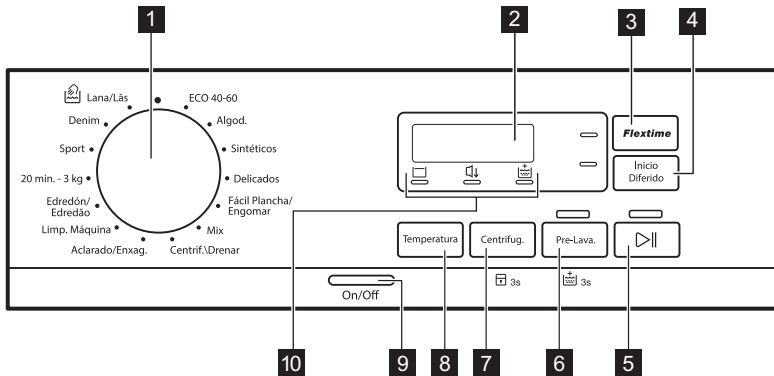 1
2
3
4
Lana/Lãs
ECO 40-60
Denim
Algod.
Sport
Sintéticos
20 min. - 3 kg
Delicados
Edredón/
Edredão
Fácil Plancha/
Engomar
Limp. Máquina
Mix
Aclarado/Enxag.
Centrif.\Drenar
Flextime
Inicio
Diferido
Temperatura
Centrifug.
Pre-Lava.
3s
3s
On/Off
10
9
8
7
6
5